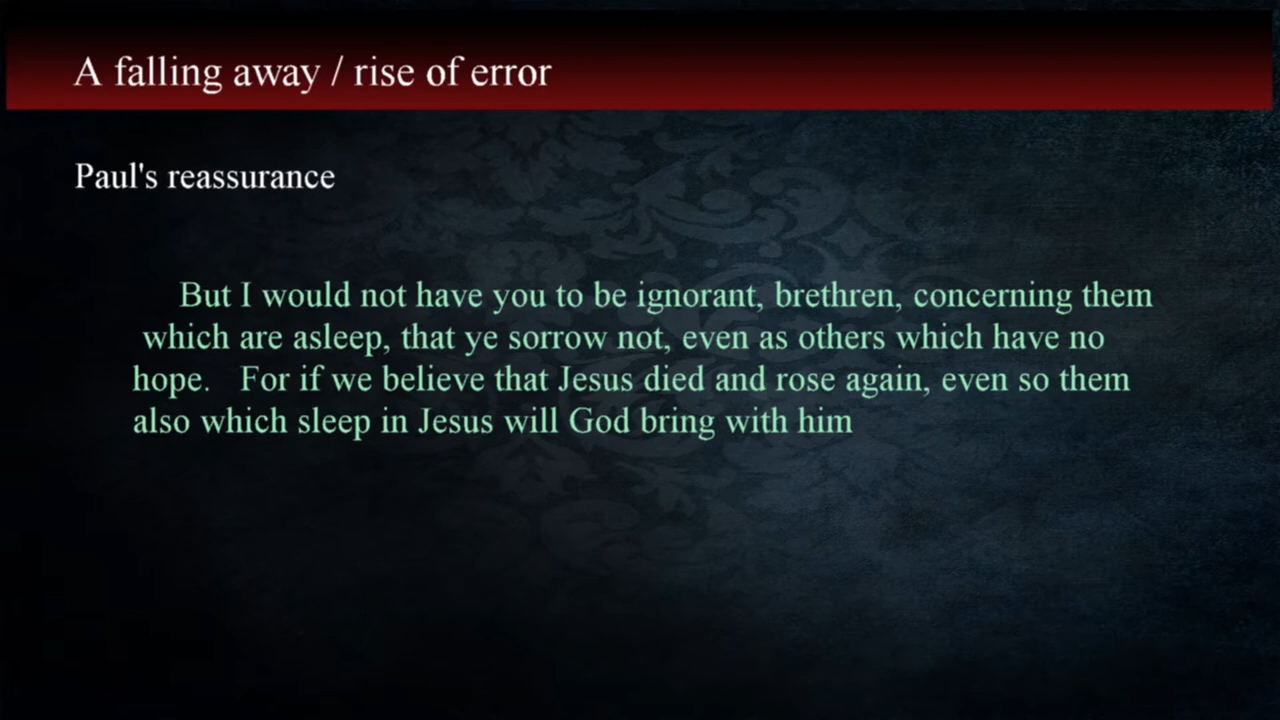 A falling away / rise of error
Paul's reassurance
But I would not have you to be ignorant, brethren, concerning them
which are asleep, that ye sorrow not, even as others which have no
hope. For if we believe that Jesus died and rose again, even so them
also which sleep in Jesus will God bring with him